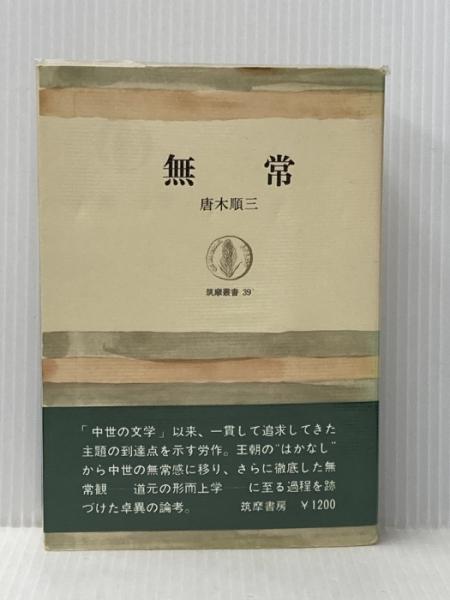 無常
唐木順三
筑摩叢書 39
「中世の文学」以来、一貫して追求してきた
主題の到達点を示す労作。王朝の“はかなし”
から中世の無常感に移り、さらに徹底した無
常観——道元の形而上学——に至る過程を跡
づけた卓異の論考。 筑摩書房 ￥1200